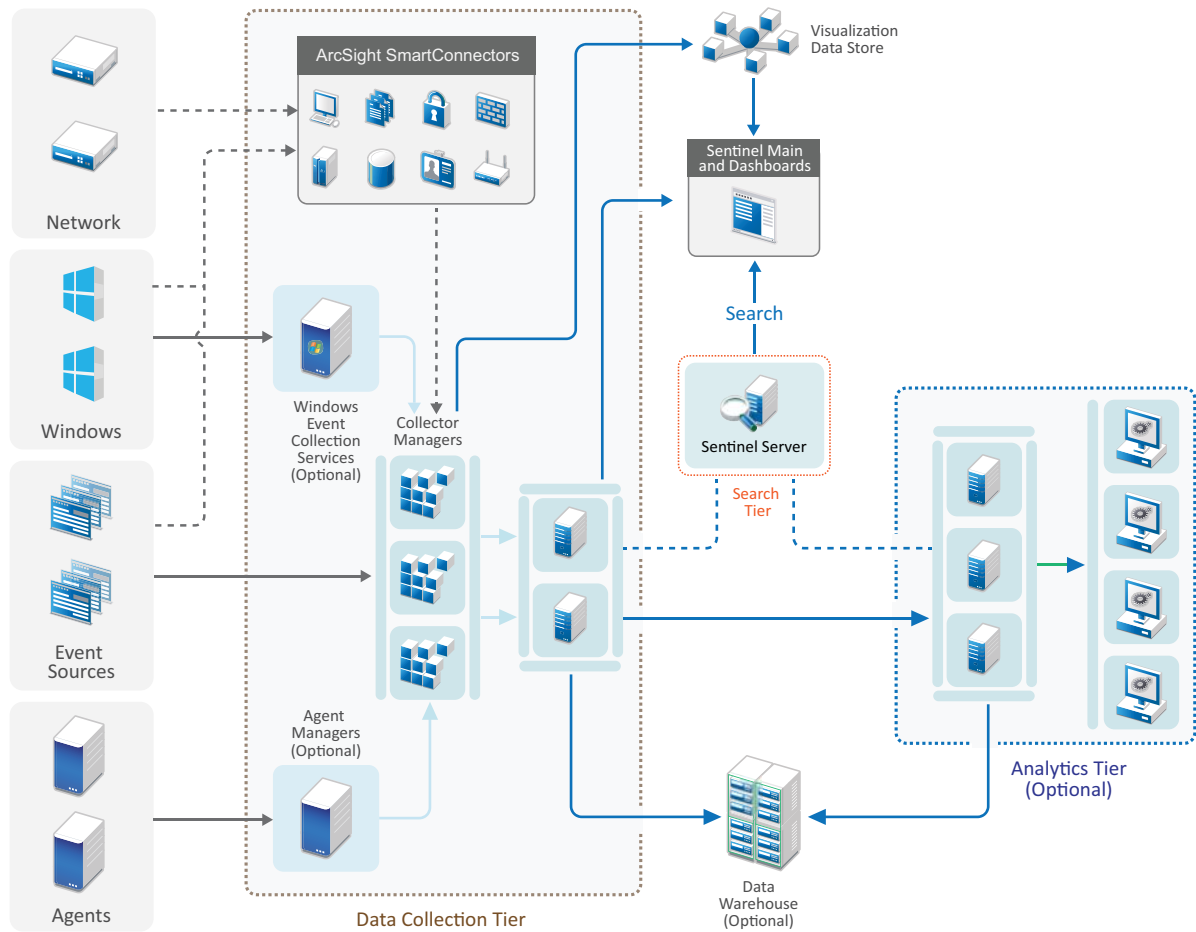 ArcSight SmartConnectors
Visualization
Data Store
Sentinel Main
and Dashboards
Network
Search
Windows
Windows
Event
Collection
Services
(Optional)
Collector
Managers
Sentinel Server
Search
Tier
Event
Sources
Agent
Managers
(Optional)
Analytics Tier
(Optional)
Agents
Data Collection Tier
Data
Warehouse
(Optional)